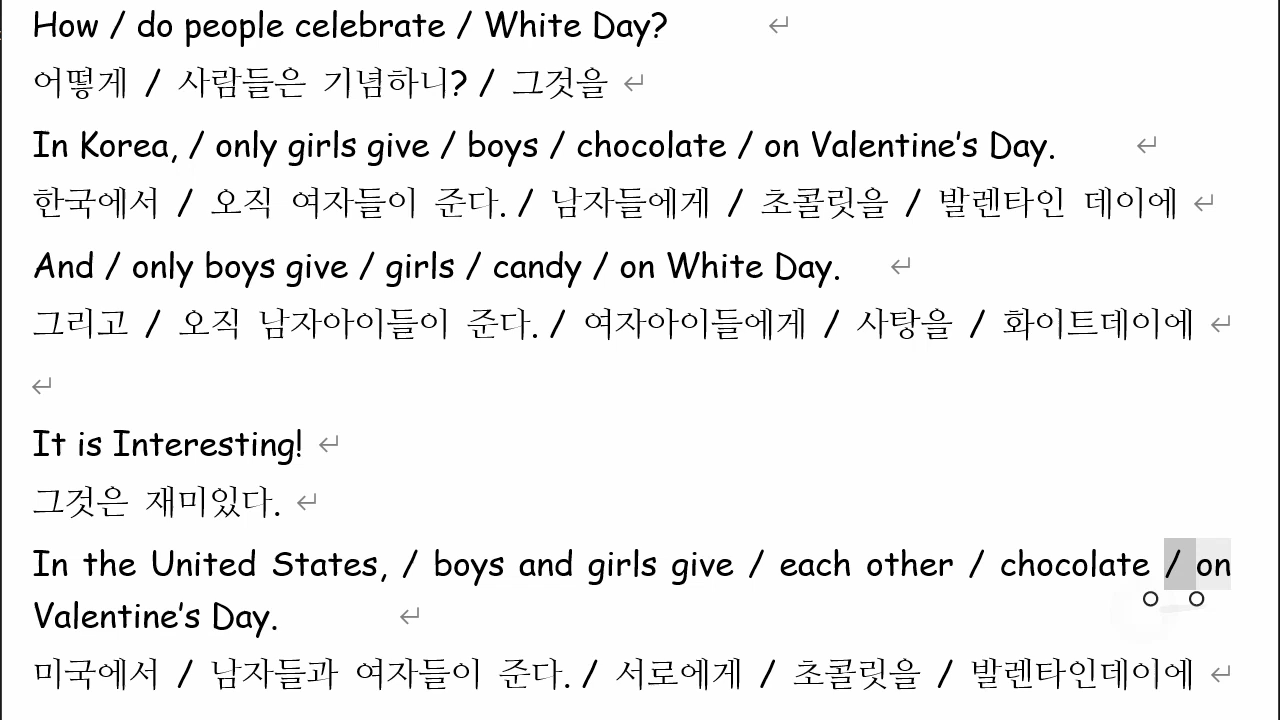 How / do people celebrate / White Day?
어떻게 / 사람들은 기념하니? / 그것을
In Korea, / only girls give / boys / chocolate / on Valentine’s Day.
한국에서 / 오직 여자들이 준다. / 남자들에게 / 초콜릿을 / 발렌타인 데이에
And / only boys give / girls / candy / on White Day.
그리고 / 오직 남자아이들이 준다. / 여자아이들에게 / 사탕을 / 화이트데이에
It is Interesting!
그것은 재미있다.
In the United States, / boys and girls give / each other / chocolate / on
Valentine’s Day.
미국에서 / 남자들과 여자들이 준다. / 서로에게 / 초콜릿을 / 발렌타인데이에